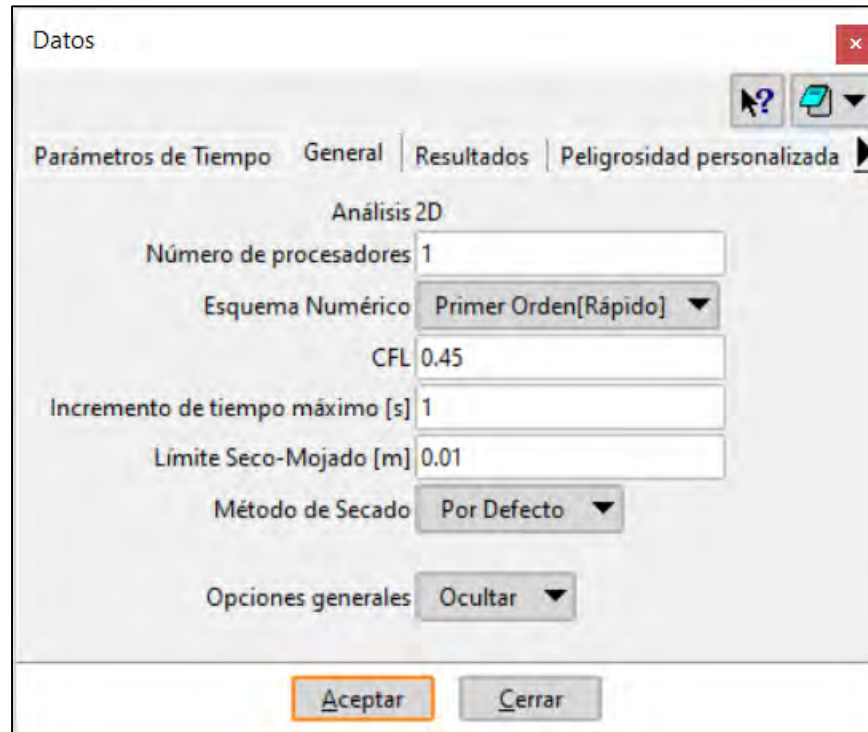 Datos
Parámetros de Tiempo General Resultados Peligrosidad personalizada
Análisis 2D
Número de procesadores 1
Esquema Numérico Primer Orden[Rápido]
CFL 0.45
Incremento de tiempo máximo [s] 1
Límite Seco-Mojado [m] 0.01
Método de Secado Por Defecto
Opciones generales Ocultar
Aceptar Cerrar